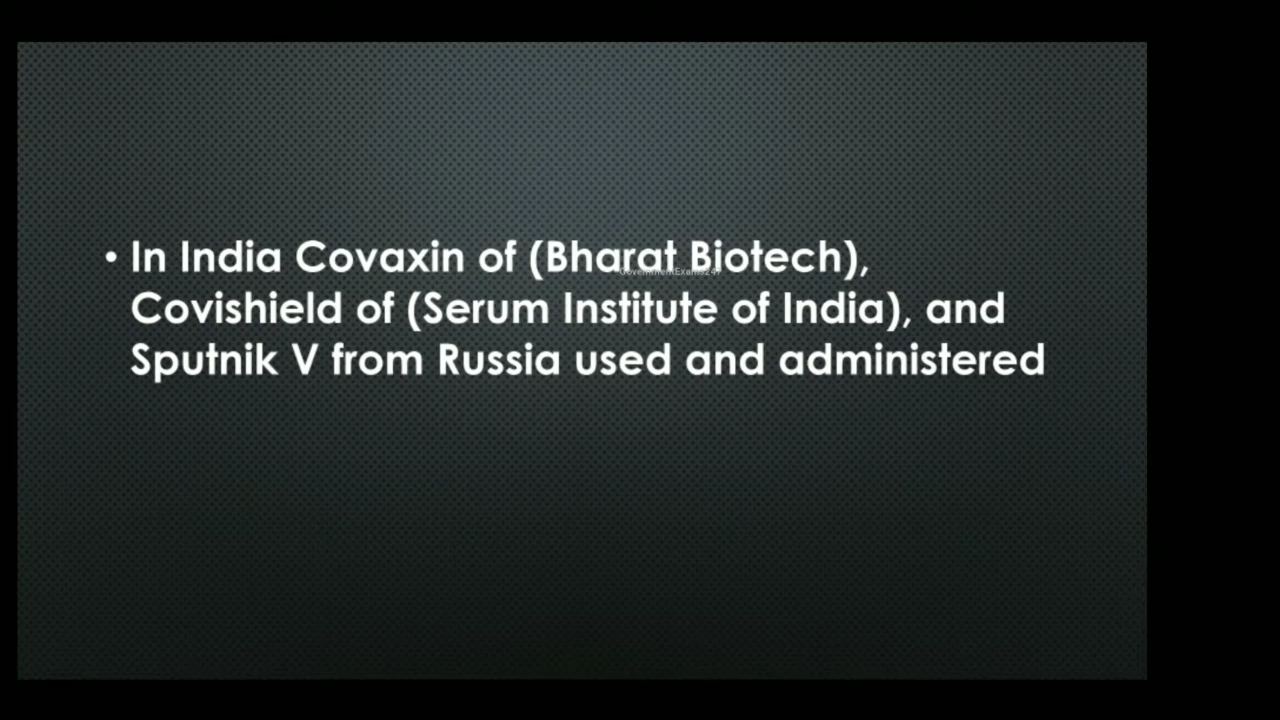 • In India Covaxin of (Bharat Biotech),
Covishield of (Serum Institute of India), and
Sputnik V from Russia used and administered